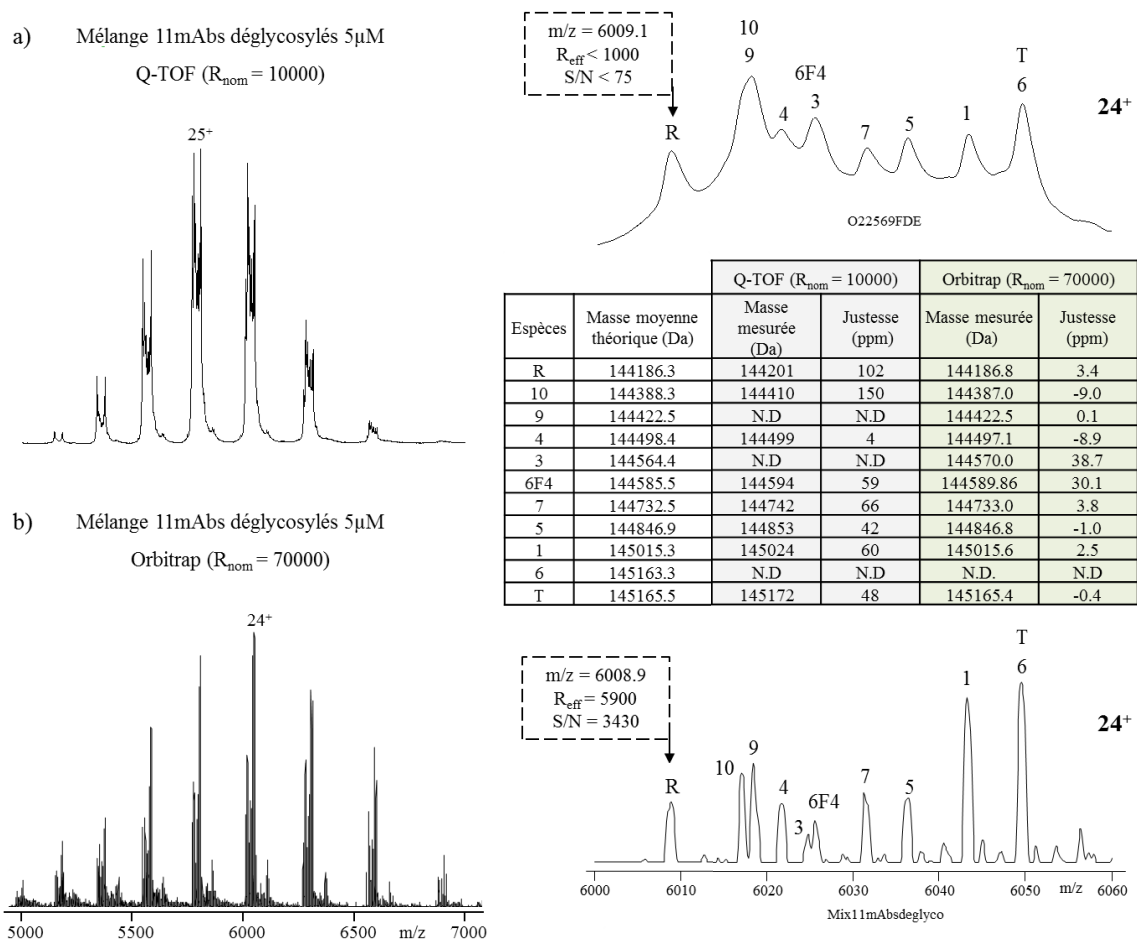 a) Mélange 11mAbs déglycosylés 5µM
Q-TOF (Rnom = 10000)
25+
m/z = 6009.1
Reff < 1000
S/N < 75
R
10
9
4
6F4
3
7
5
1
T
6
24+
O22569FDE
Q-TOF (Rnom = 10000) Orbitrap (Rnom = 70000)
Espèces Masse moyenne théorique (Da) Masse mesurée (Da) Justesse (ppm) Masse mesurée (Da) Justesse (ppm)
R 144186.3 144201 102 144186.8 3.4
10 144388.3 144410 150 144387.0 -9.0
9 144422.5 N.D N.D 144422.5 0.1
4 144498.4 144499 4 144497.1 -8.9
3 144564.4 N.D N.D 144570.0 38.7
6F4 144585.5 144594 59 144589.86 30.1
7 144732.5 144742 66 144733.0 3.8
5 144846.9 144853 42 144846.8 -1.0
1 145015.3 145024 60 145015.6 2.5
6 145163.3 N.D N.D N.D. N.D
T 145165.5 145172 48 145165.4 -0.4
b) Mélange 11mAbs déglycosylés 5µM
Orbitrap (Rnom = 70000)
24+
5000 5500 6000 6500 m/z 7000
m/z = 6008.9
Reff = 5900
S/N = 3430
R
10
9
4
3
6F4
7
5
1
T
6
24+
6000 6010 6020 6030 6040 6050 m/z 6060
Mix11mAbsdeglyco